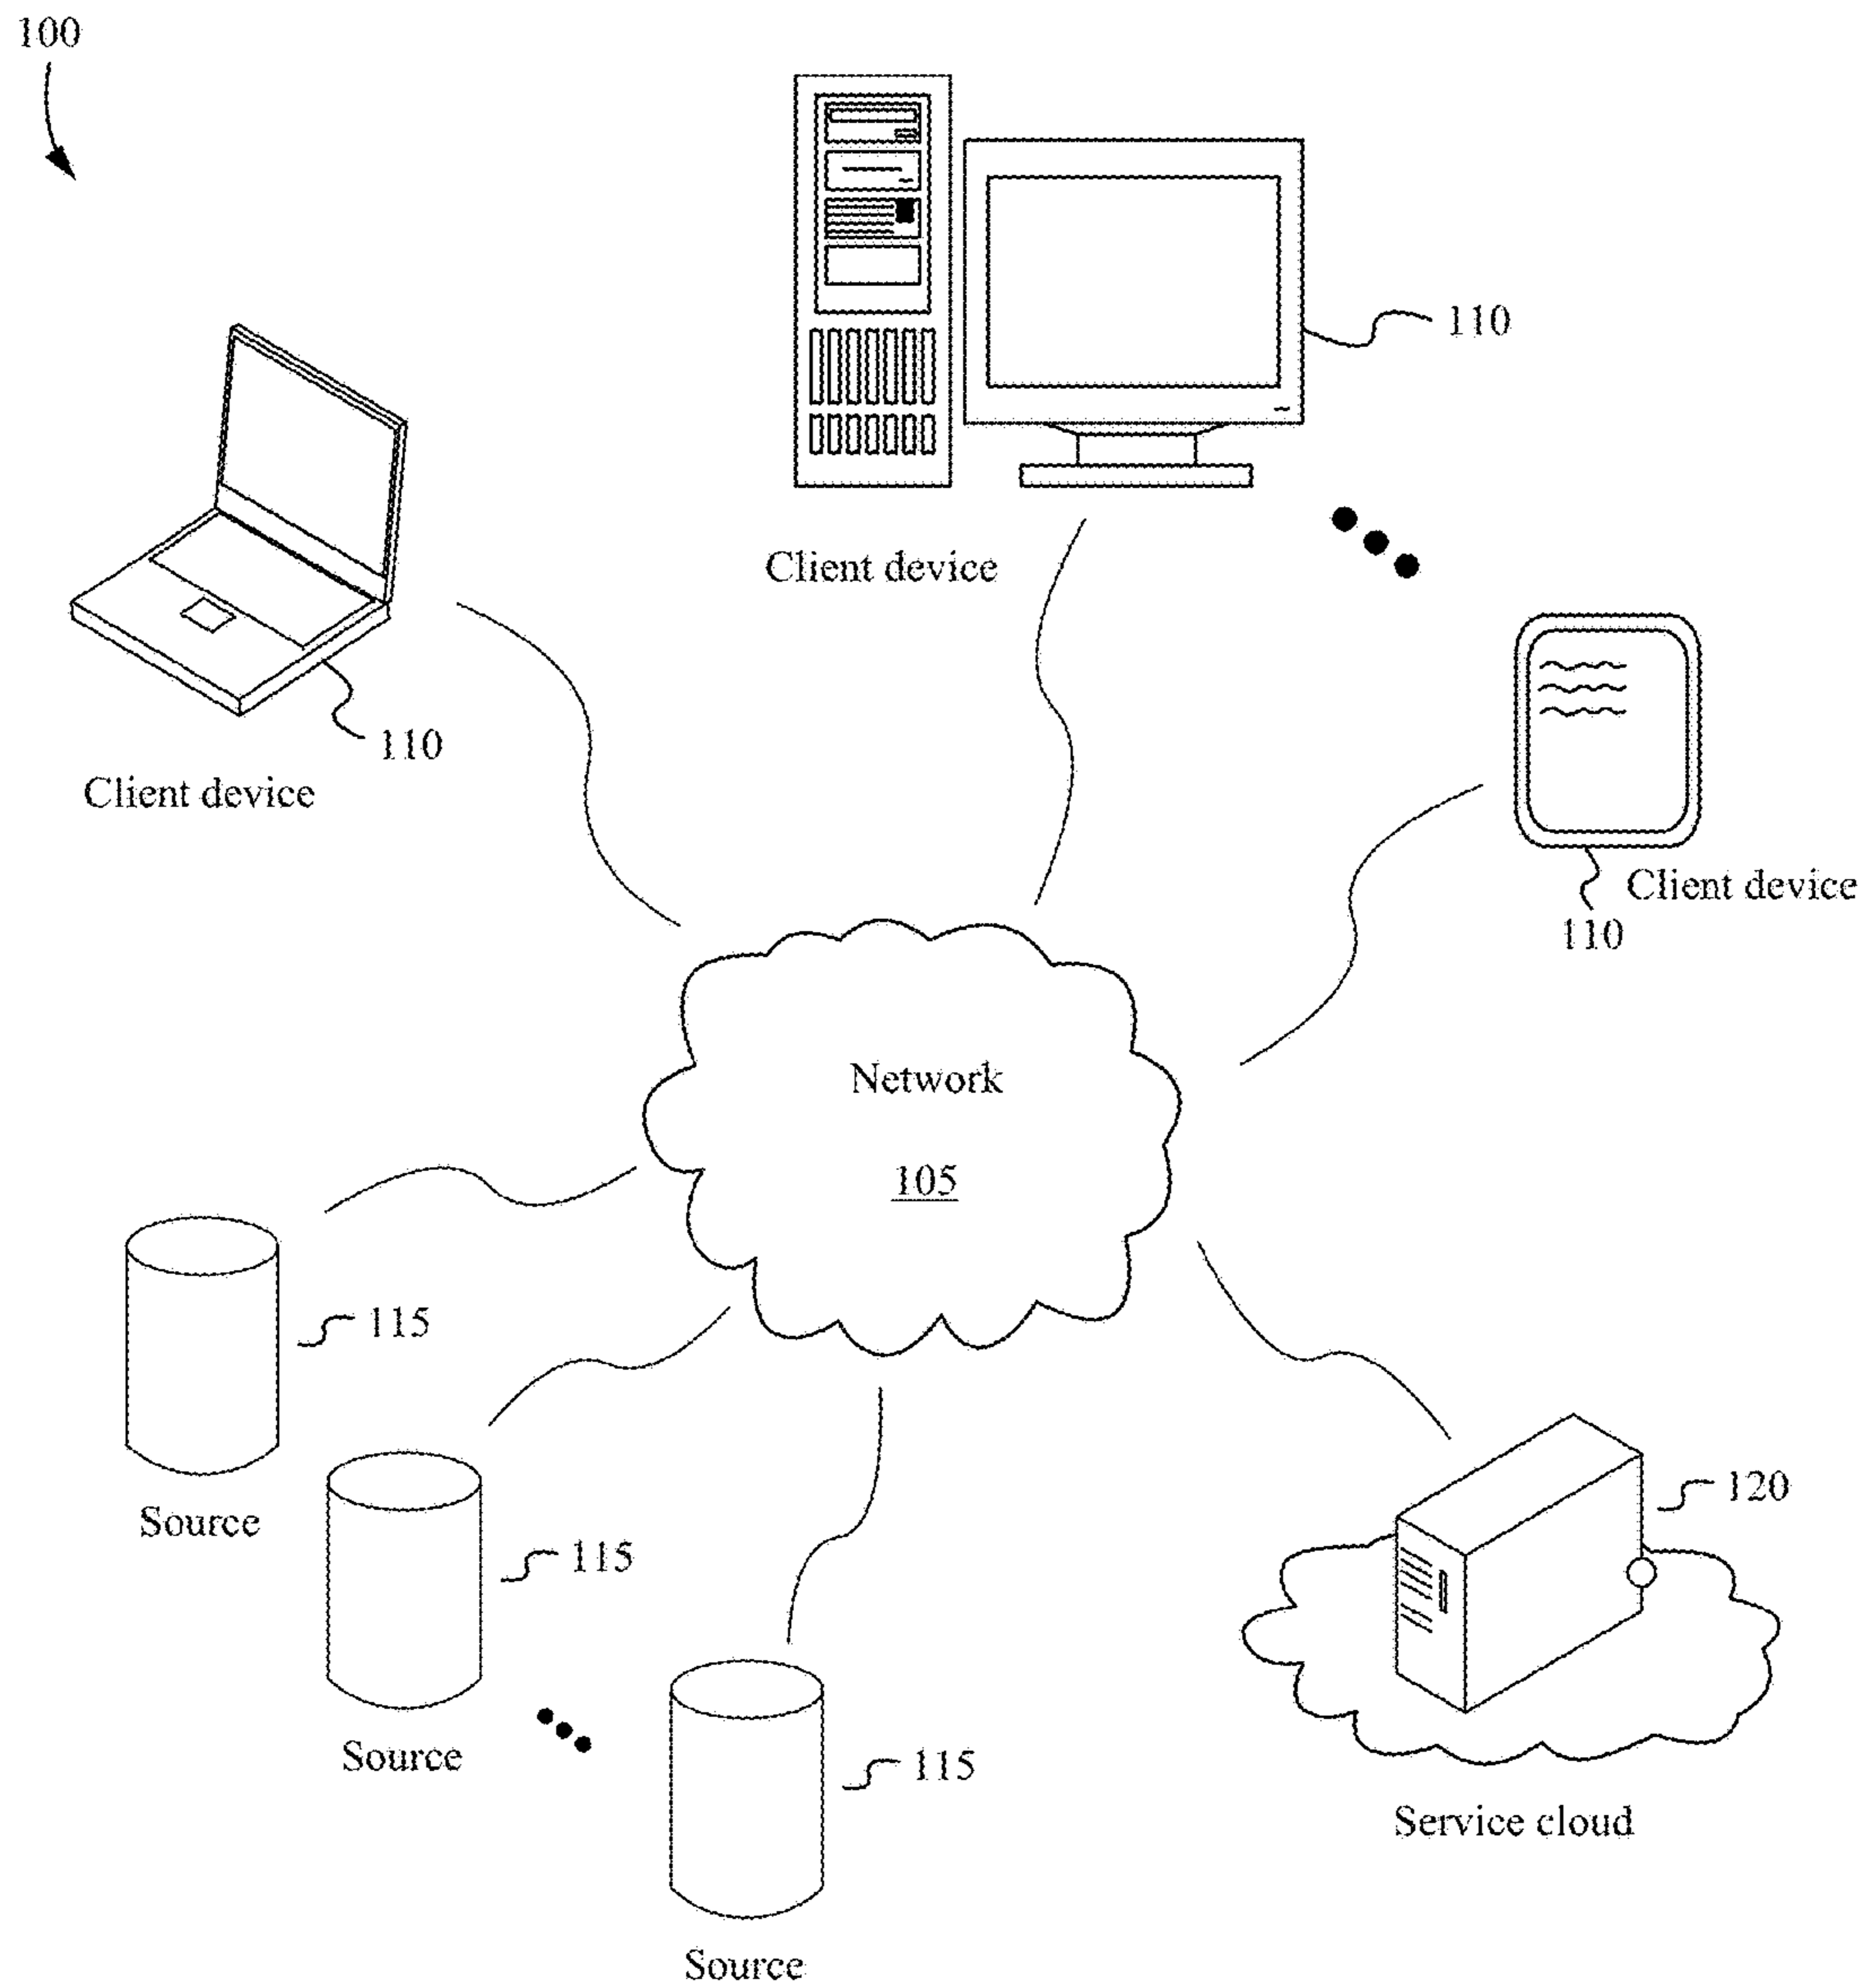 100
110
Client device
110
Client device
Client device
110
Network
105
115
Source
115
Source
115
Source
120
Service cloud